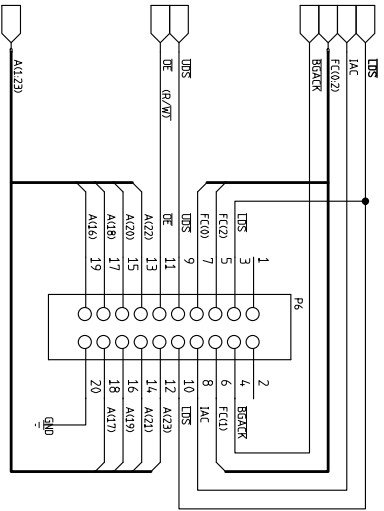 A(1:23)
OE (R/W)
UDS
BGACK
FC(0:2)
IAC
LDS
A(16)
A(18)
A(20)
A(22)
OE
UDS
FC(0)
FC(2)
LDS
19
17
15
13
11
9
7
5
3
1
P6
20
18
16
14
12
10
8
6
4
2
GND
A(17)
A(19)
A(21)
A(23)
LDS
IAC
FC(1)
BGACK